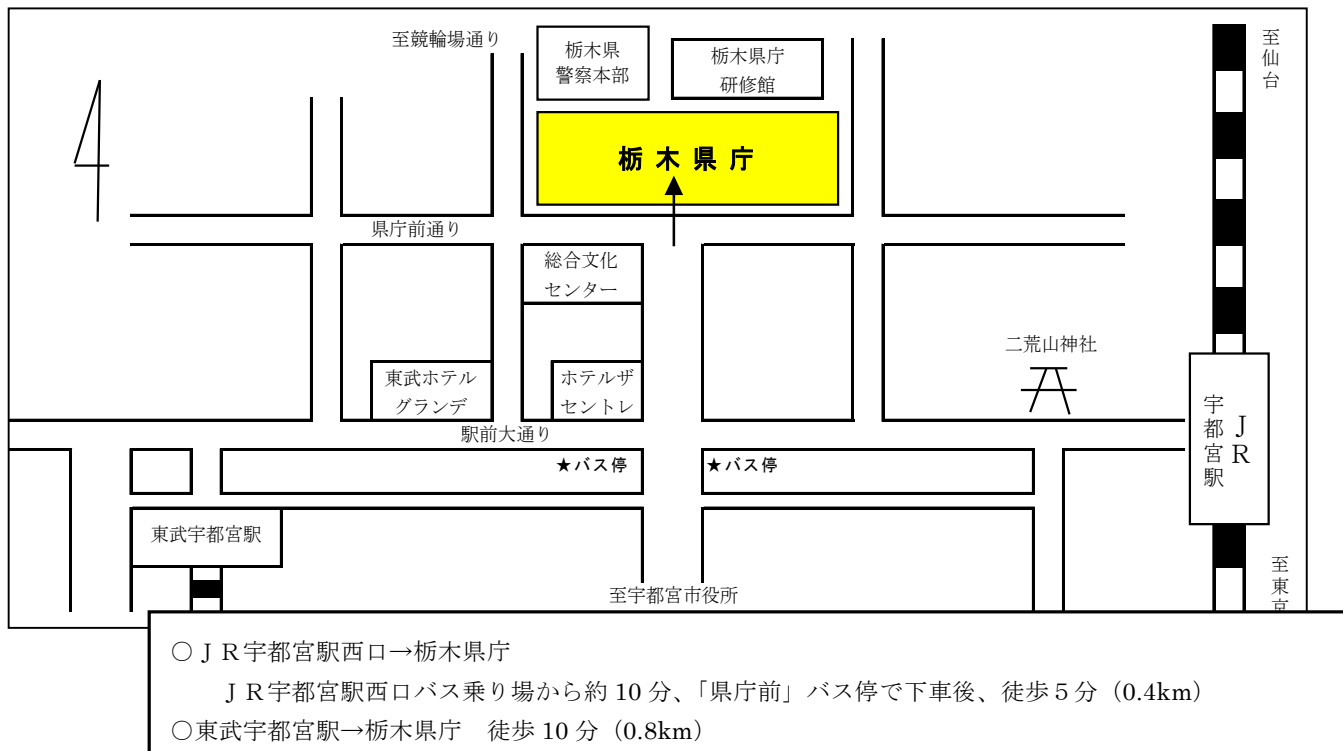 至競輪場通り
栃木県
警察本部
栃木県庁
研修館
至仙台
栃木県庁
県庁前通り
総合文化
センター
二荒山神社
東武ホテル
グランデ
ホテルザ
セントレ
JR
宇都宮駅
駅前大通り
★バス停
★バス停
東武宇都宮駅
至宇都宮市役所
至東京
○ＪＲ宇都宮駅西口→栃木県庁
ＪＲ宇都宮駅西口バス乗り場から約 10 分、「県庁前」バス停で下車後、徒歩５分（0.4km）
○東武宇都宮駅→栃木県庁　徒歩 10 分（0.8km）